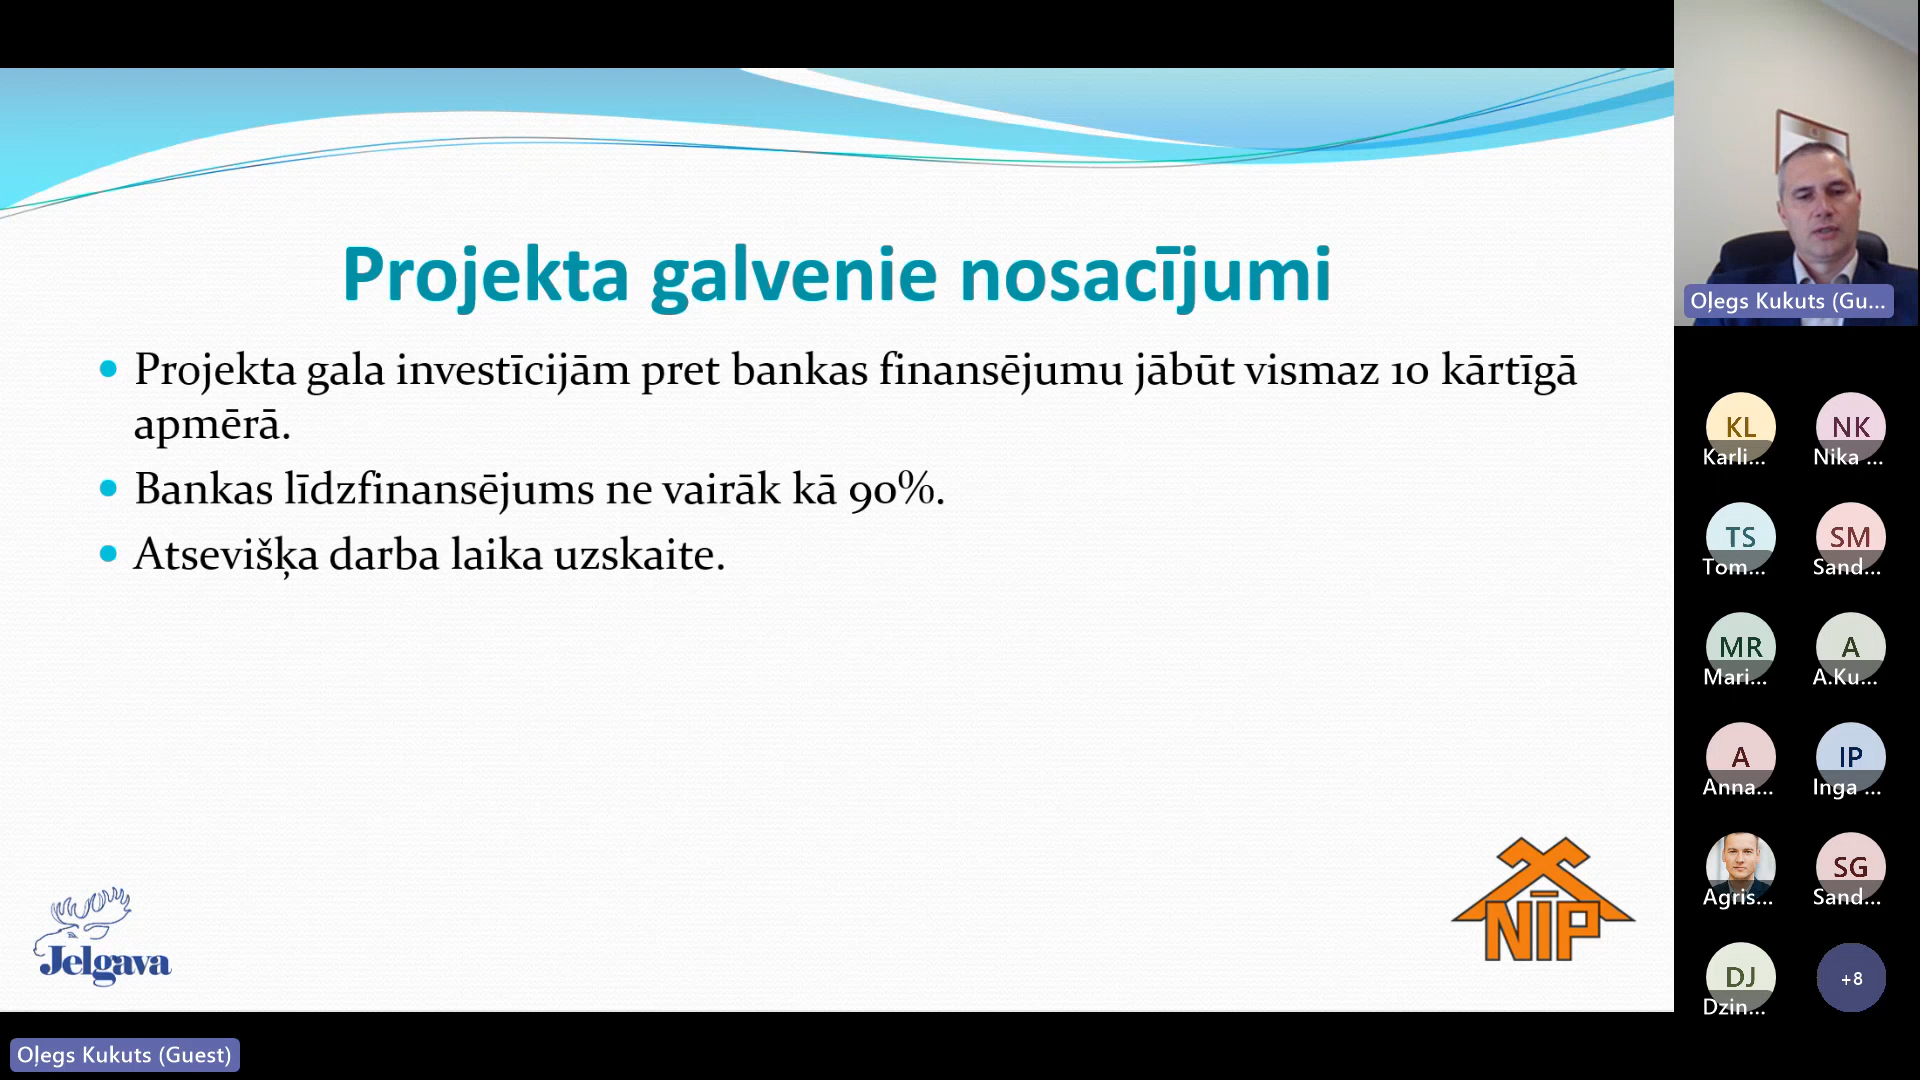 Projekta galvenie nosacījumi
Projekta gala investīcijām pret bankas finansējumu jābūt vismaz 10 kārtīgā
apmērā.
Bankas līdzfinansējums ne vairāk kā 90%.
Atsevišķa darba laika uzskaite.
Jelgava
NĪP
Oļegs Kukuts (Guest)
Oļegs Kukuts (Gu...
KL
Karli...
NK
Nika ...
TS
Tom...
SM
Sand...
MR
Mari...
A
A.Ku...
A
Anna...
IP
Inga ...
Agris...
SG
Sand...
DJ
Dzin...
+8